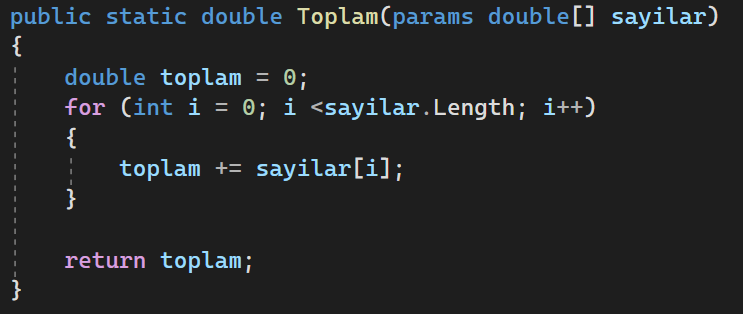 public static double Toplam(params double[] sayilar)
{
double toplam = 0;
for (int i = 0; i <sayilar.Length; i++)
{
toplam += sayilar[i];
}
return toplam;
}